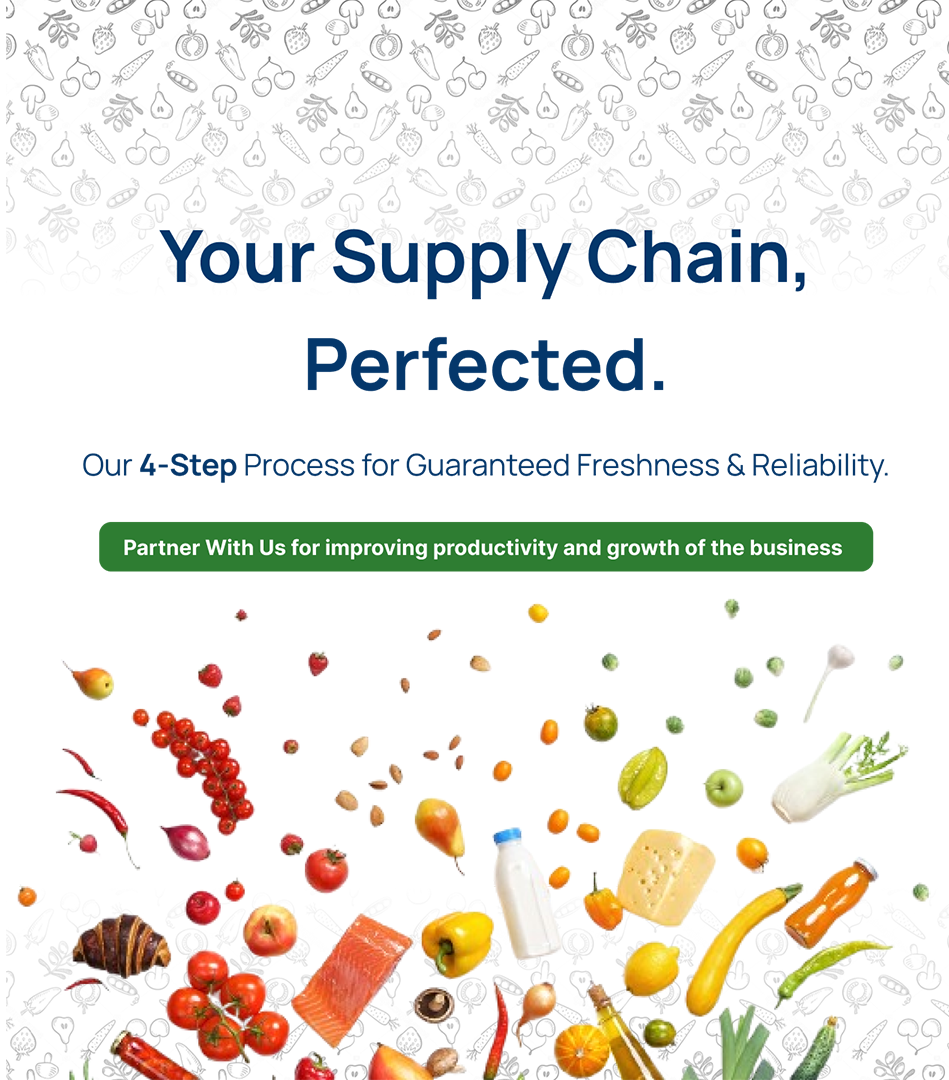 Your Supply Chain,
Perfected.
Our 4-Step Process for Guaranteed Freshness & Reliability.
Partner With Us for improving productivity and growth of the business